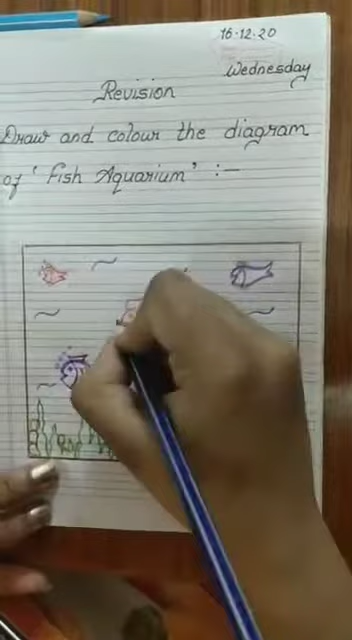 16.12.20
Wednesday
Revision
Draw and colour the diagram
of 'Fish Aquarium' :-